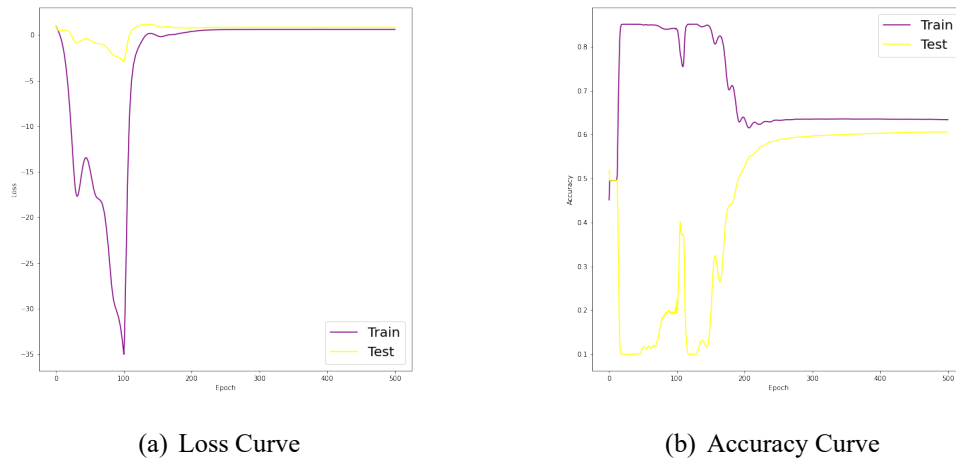 0
−5
−10
−15
−20
−25
−30
−35
Loss
0
100
200
300
400
500
Epoch
Train
Test
0.8
0.7
0.6
0.5
0.4
0.3
0.2
0.1
Accuracy
0
100
200
300
400
500
Epoch
Train
Test
(a) Loss Curve
(b) Accuracy Curve